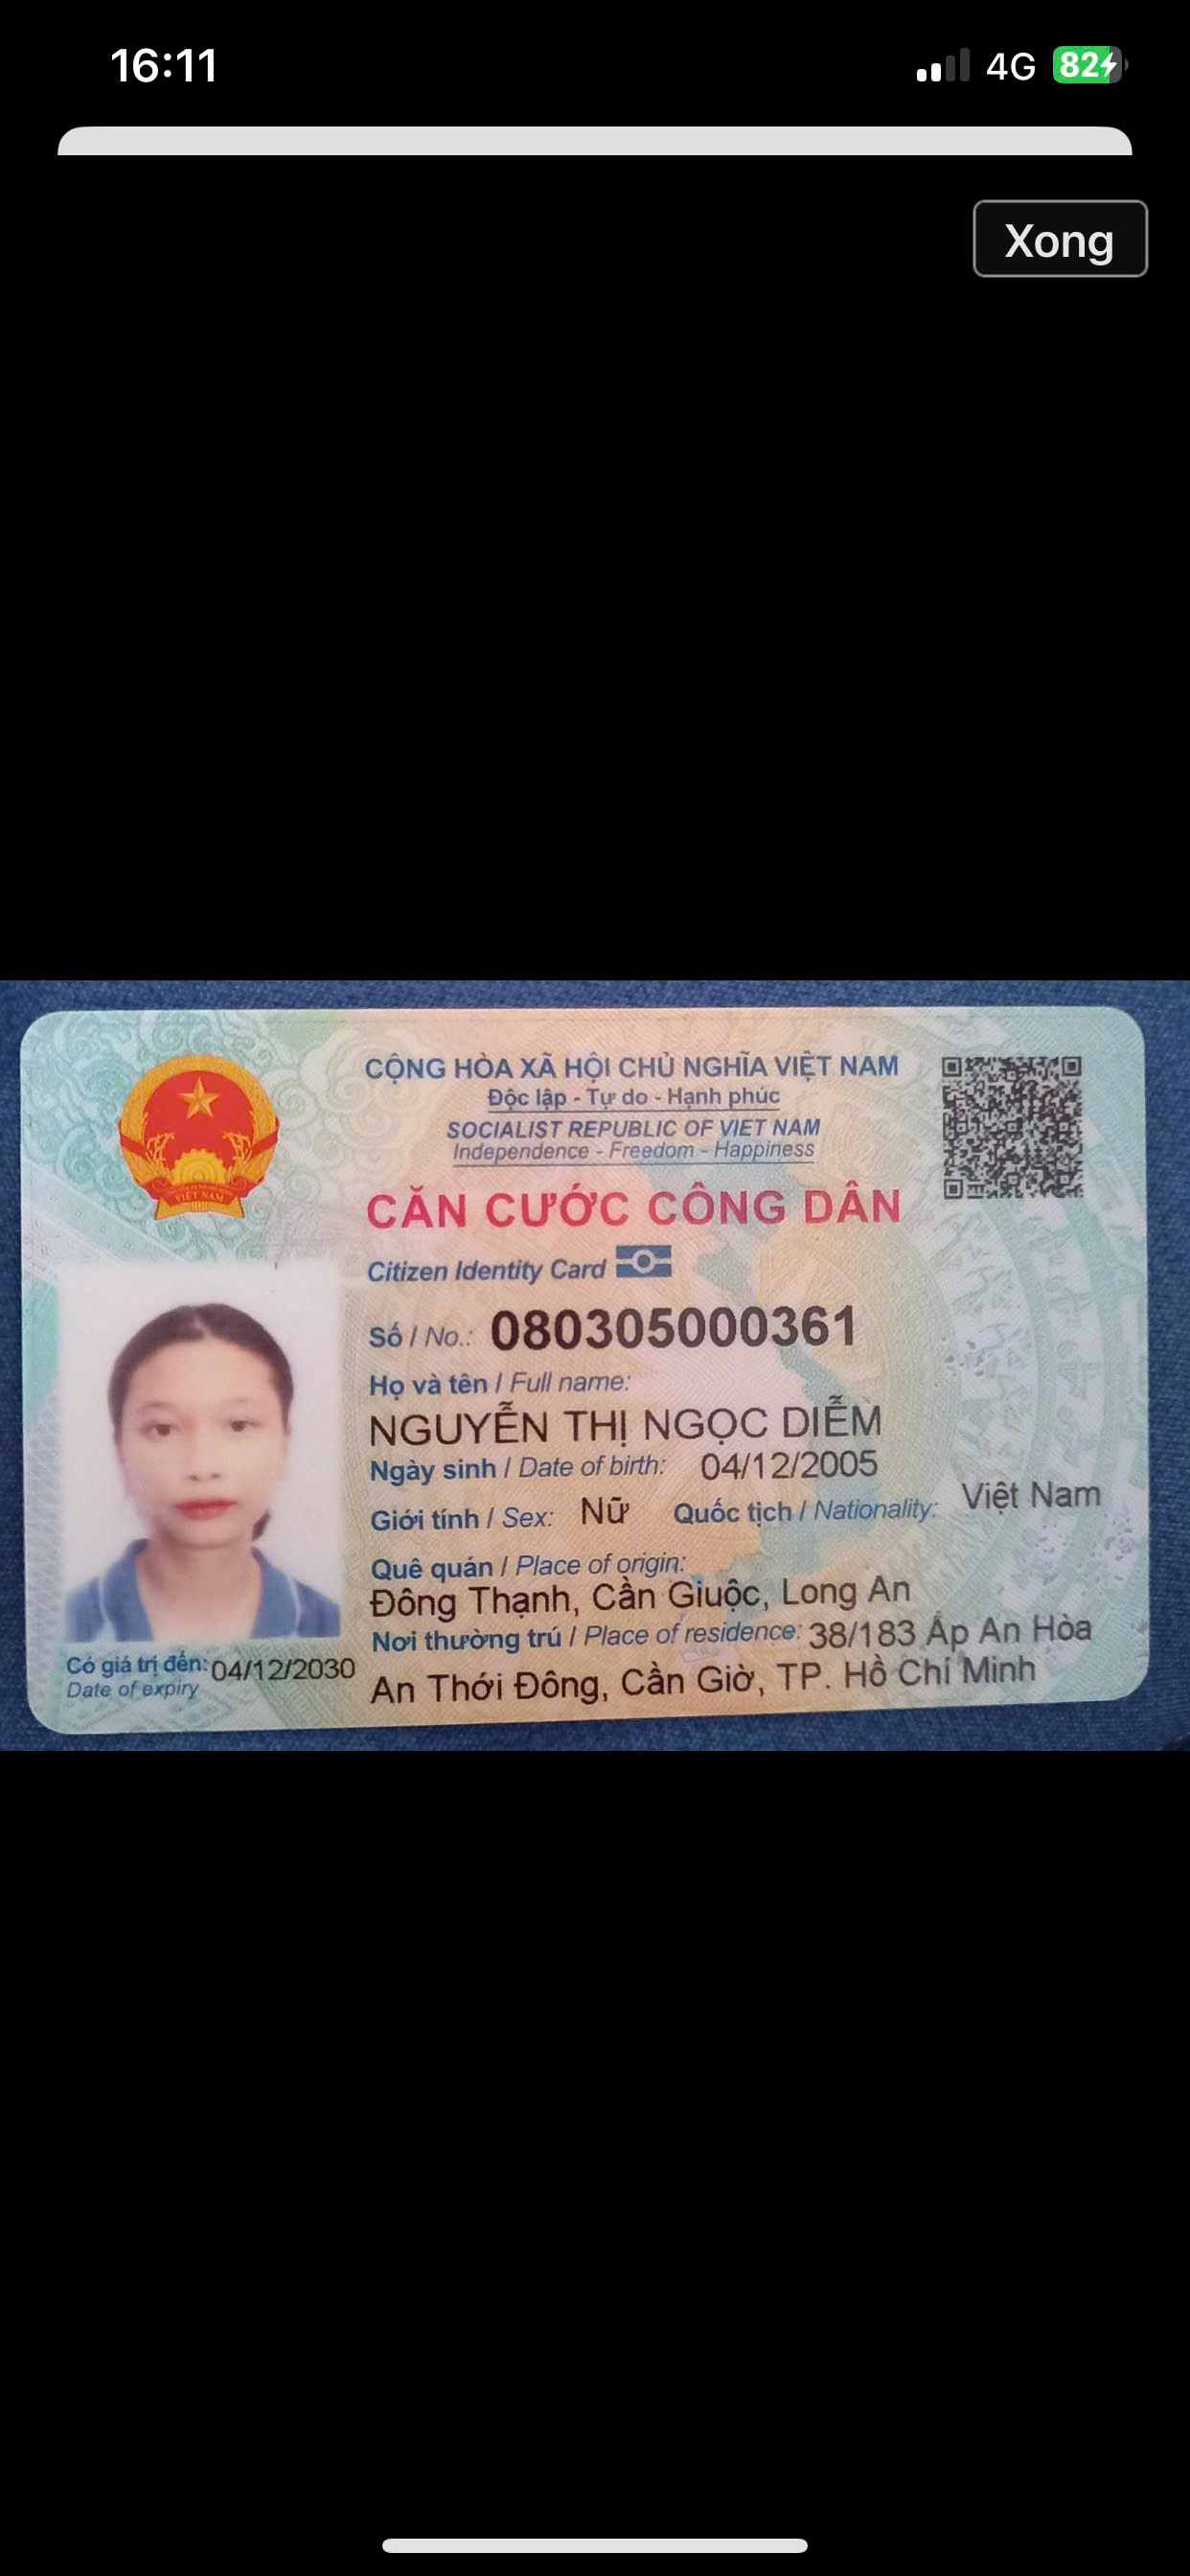 16:11 4G 82
Xong
CỘNG HÒA XÃ HỘI CHỦ NGHĨA VIỆT NAM
Độc lập - Tự do - Hạnh phúc
SOCIALIST REPUBLIC OF VIET NAM
Independence - Freedom - Happiness
CĂN CƯỚC CÔNG DÂN
Citizen Identity Card
VIỆT NAM
Số / No.: 080305000361
Họ và tên / Full name:
NGUYỄN THỊ NGỌC DIỄM
Ngày sinh / Date of birth: 04/12/2005
Giới tính / Sex: Nữ Quốc tịch / Nationality: Việt Nam
Quê quán / Place of origin:
Đông Thạnh, Cần Giuộc, Long An
Nơi thường trú / Place of residence: 38/183 Ấp An Hòa
An Thới Đông, Cần Giờ, TP. Hồ Chí Minh
Có giá trị đến: 04/12/2030
Date of expiry